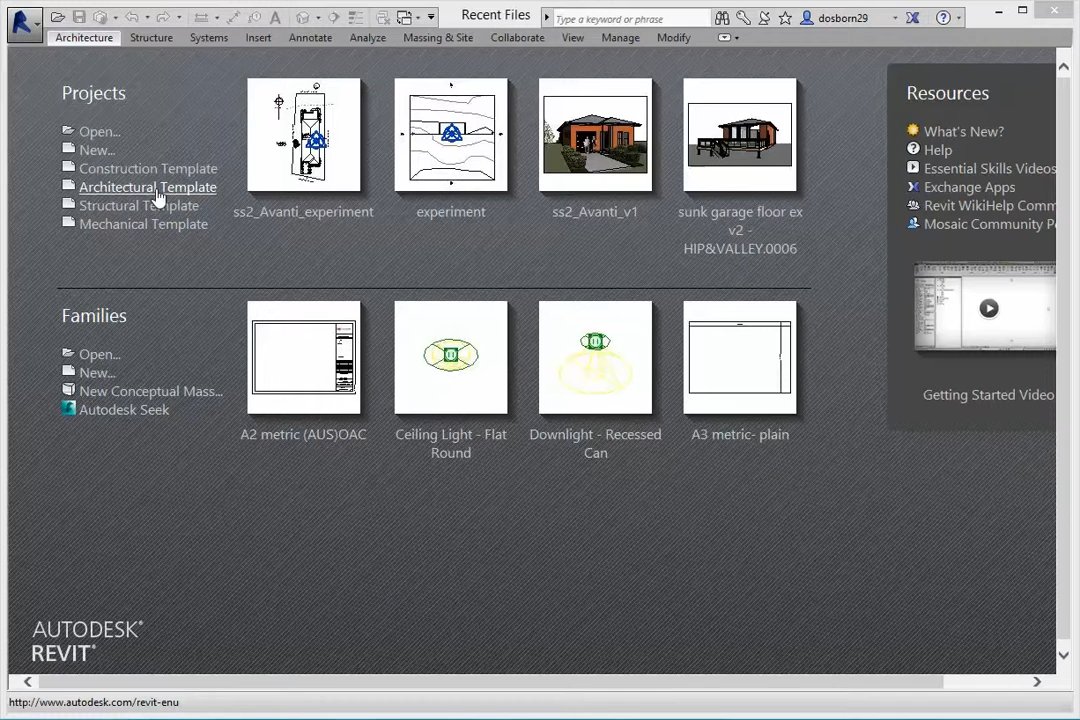 Recent Files
Type a keyword or phrase
dosborn29
Architecture Structure Systems Insert Annotate Analyze Massing & Site Collaborate View Manage Modify
Projects
Open...
New...
Construction Template
Architectural Template
Structural Template
Mechanical Template
ss2_Avanti_experiment
experiment
ss2_Avanti_v1
sunk garage floor ex
v2 -
HIP&VALLEY.0006
Resources
What's New?
Help
Essential Skills Videos
Exchange Apps
Revit WikiHelp Comm
Mosaic Community P
Getting Started Video
Families
Open...
New...
New Conceptual Mass...
Autodesk Seek
A2 metric (AUS)OAC
Ceiling Light - Flat
Round
Downlight - Recessed
Can
A3 metric- plain
AUTODESK®
REVIT®
http://www.autodesk.com/revit-enu